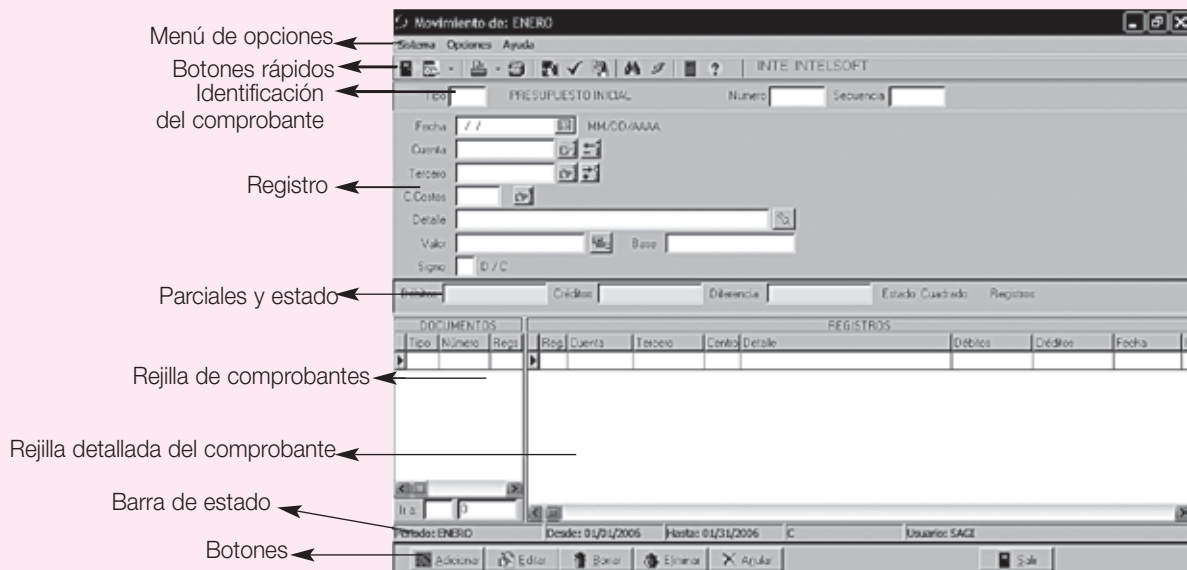 Movimiento de: ENERO
Menú de opciones
Sistema Opciones Ayuda
Botones rápidos
INTE INTELSOFT
Identificación
del comprobante
Tipo PRESUPUESTO INICIAL Numero Secuencia
Fecha / / MM/DD/AAAA
Cuenta
Tercero
Registro
C.Costos
Detalle
Valor Base
Signo D / C
Parciales y estado
Débitos Créditos Diferencia Estado Cuadrado Registros
DOCUMENTOS REGISTROS
Tipo Número Regs Reg Cuenta Tercero Centro Detalle Débitos Créditos Fecha
Rejilla de comprobantes
Rejilla detallada del comprobante
Ir a: 0
Barra de estado
Periodo: ENERO Desde: 01/01/2006 Hasta: 01/31/2006 C Usuario: SAGI
Botones
Adicionar Editar Borrar Eliminar Anular Salir